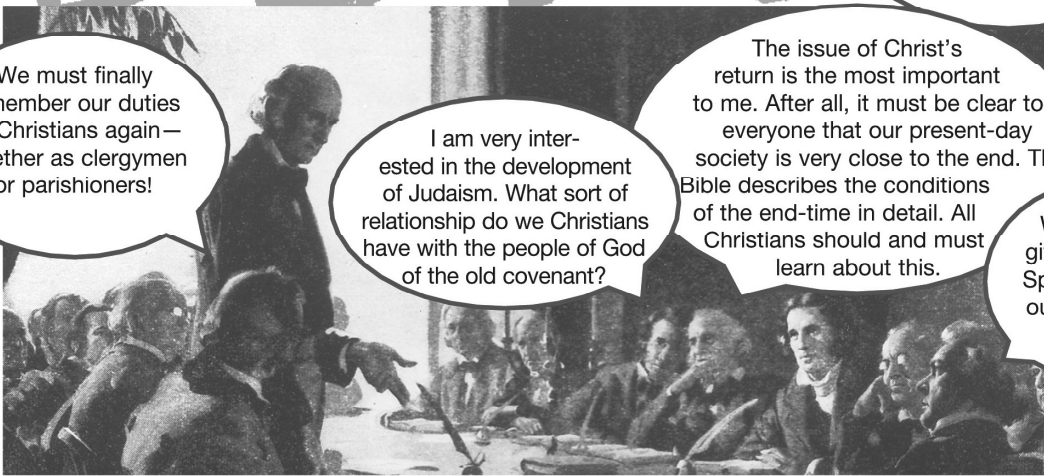 We must finally
member our duties
Christians again—
ether as clergymen
or parishioners!
I am very inter-
ested in the development
of Judaism. What sort of
relationship do we Christians
have with the people of God
of the old covenant?
The issue of Christ’s
return is the most important
to me. After all, it must be clear to
everyone that our present-day
society is very close to the end. Th
Bible describes the conditions
of the end-time in detail. All
Christians should and must
learn about this.
gi
Sp
ou